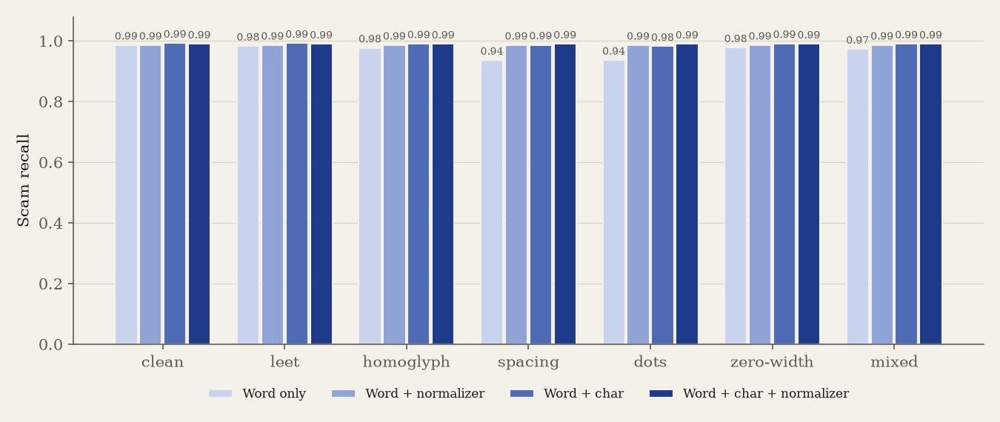 0.99 0.99 0.99 0.99 0.98 0.99 0.99 0.99 0.98 0.99 0.99 0.99 0.94 0.99 0.99 0.99 0.94 0.99 0.98 0.99 0.98 0.99 0.99 0.99 0.97 0.99 0.99 0.99
1.0
0.8
0.6
0.4
0.2
0.0
Scam recall
clean leet homoglyph spacing dots zero-width mixed
Word only Word + normalizer Word + char Word + char + normalizer